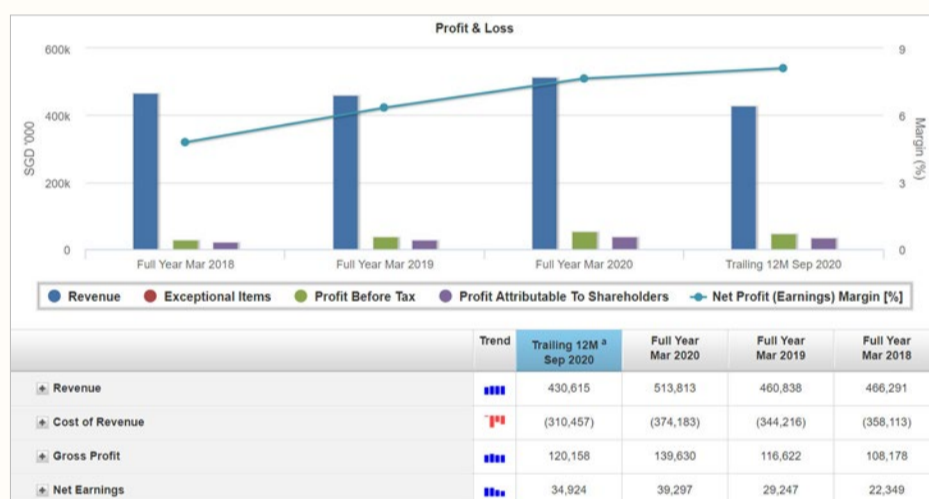 Profit & Loss
600k
400k
200k
0
SGD '000
9
6
3
0
Margin (%)
Full Year Mar 2018
Full Year Mar 2019
Full Year Mar 2020
Trailing 12M Sep 2020
Revenue
Exceptional Items
Profit Before Tax
Profit Attributable To Shareholders
Net Profit (Earnings) Margin [%]
Trend Trailing 12M a Sep 2020 Full Year Mar 2020 Full Year Mar 2019 Full Year Mar 2018
Revenue 430,615 513,813 460,838 466,291
Cost of Revenue (310,457) (374,183) (344,216) (358,113)
Gross Profit 120,158 139,630 116,622 108,178
Net Earnings 34,924 39,297 29,247 22,349